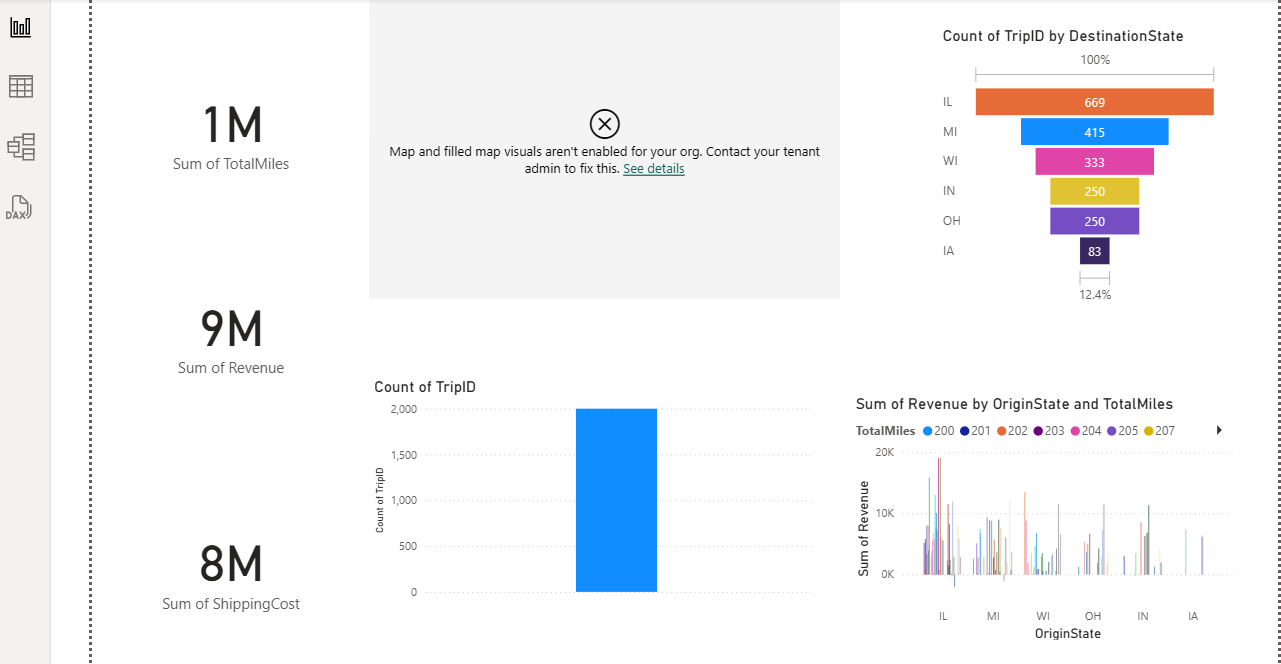 DAX
1M
Sum of TotalMiles
9M
Sum of Revenue
8M
Sum of ShippingCost
Map and filled map visuals aren't enabled for your org. Contact your tenant
admin to fix this. See details
Count of TripID by DestinationState
100%
IL 669
MI 415
WI 333
IN 250
OH 250
IA 83
12.4%
Count of TripID
Count of TripID
2,000
1,500
1,000
500
0
Sum of Revenue by OriginState and TotalMiles
TotalMiles 200 201 202 203 204 205 207
Sum of Revenue
20K
10K
0K
IL MI WI OH IN IA
OriginState